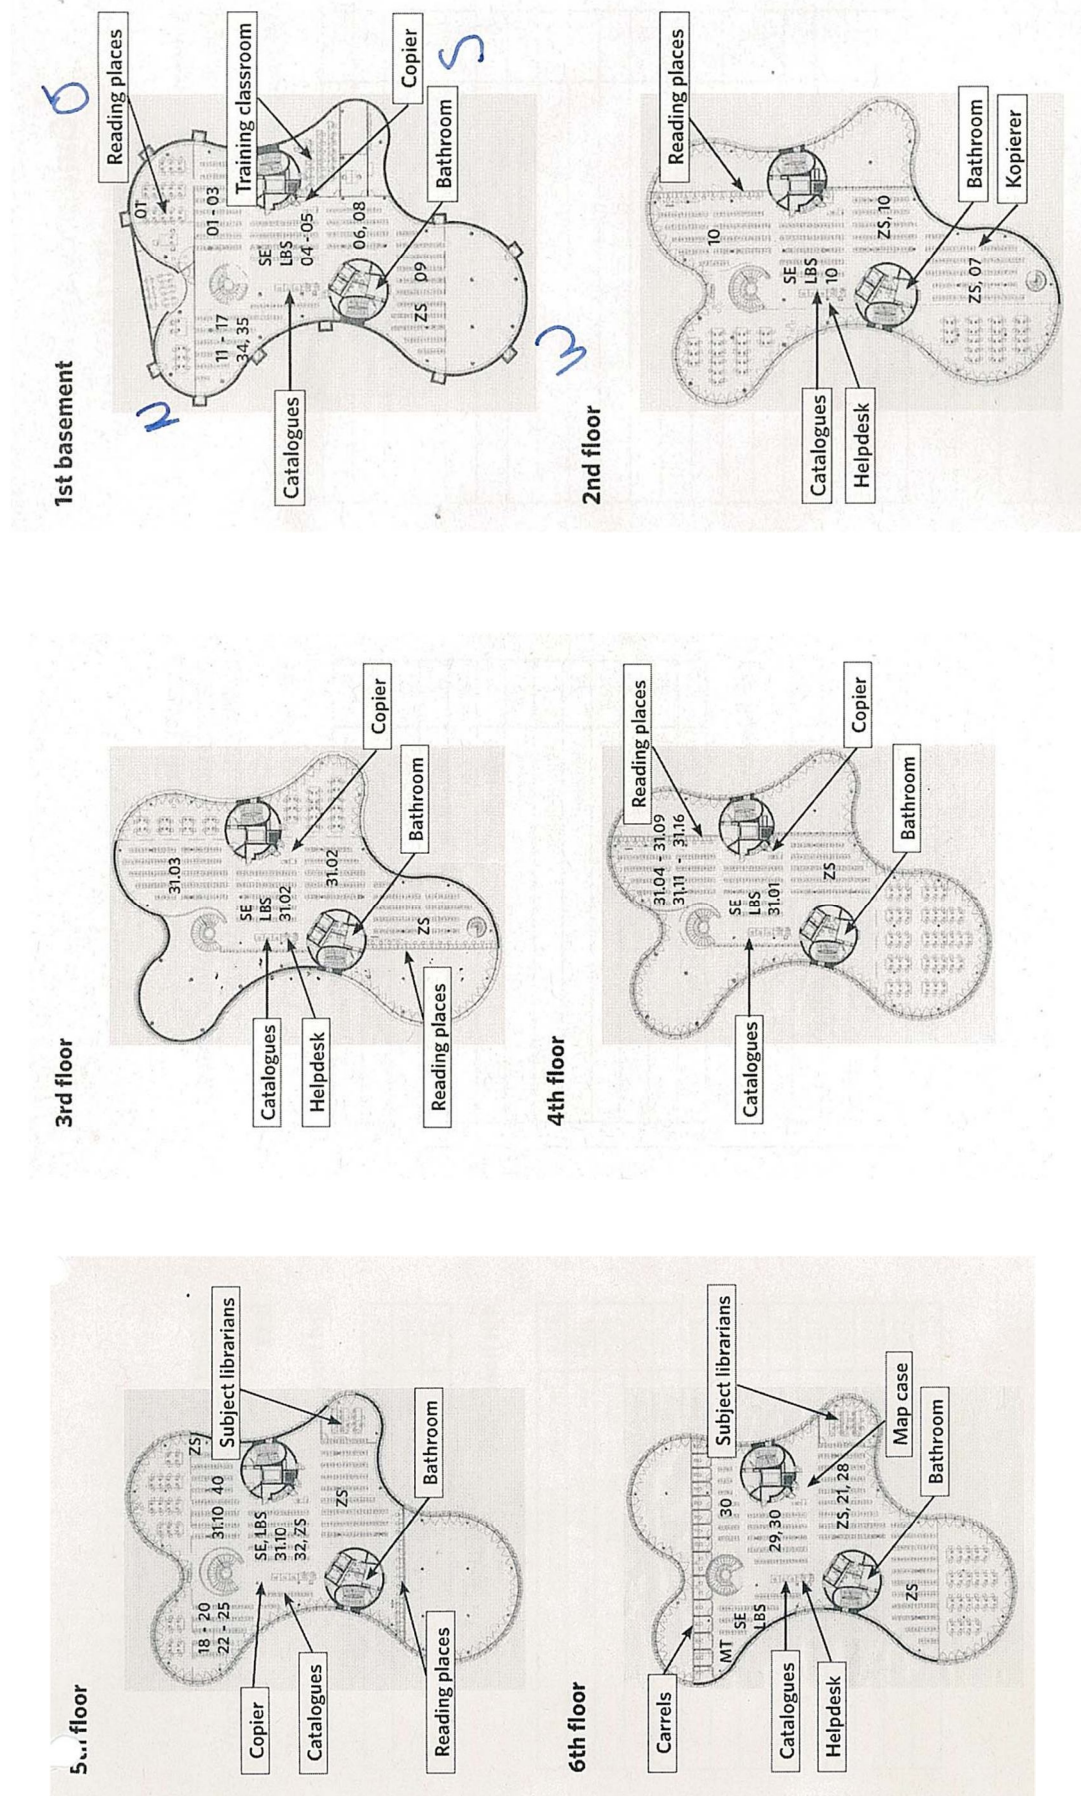 1st basement
Reading places
Training classroom
Copier
Bathroom
Catalogues
OT
01 - 03
11 - 17
34, 35
SE
LBS
04 - 05
06, 08
ZS 09
6
5
2
3
2nd floor
Reading places
Bathroom
Kopierer
Catalogues
Helpdesk
10
SE
LBS
10
ZS, 10
ZS, 07
3rd floor
Copier
Bathroom
Catalogues
Helpdesk
Reading places
31.03
SE
LBS
31.02
31.02
ZS
4th floor
Reading places
Copier
Bathroom
Catalogues
31.04 - 31.09
31.11 - 31.16
SE
LBS
31.01
ZS
floor
Subject librarians
Bathroom
Copier
Catalogues
Reading places
18 - 20
22 - 25
31.10 40
ZS
SE, LBS
31.10
32, ZS
ZS
6th floor
Subject librarians
Map case
Bathroom
Carrels
Catalogues
Helpdesk
MT
SE
LBS
30
29, 30
ZS, 21, 28
ZS